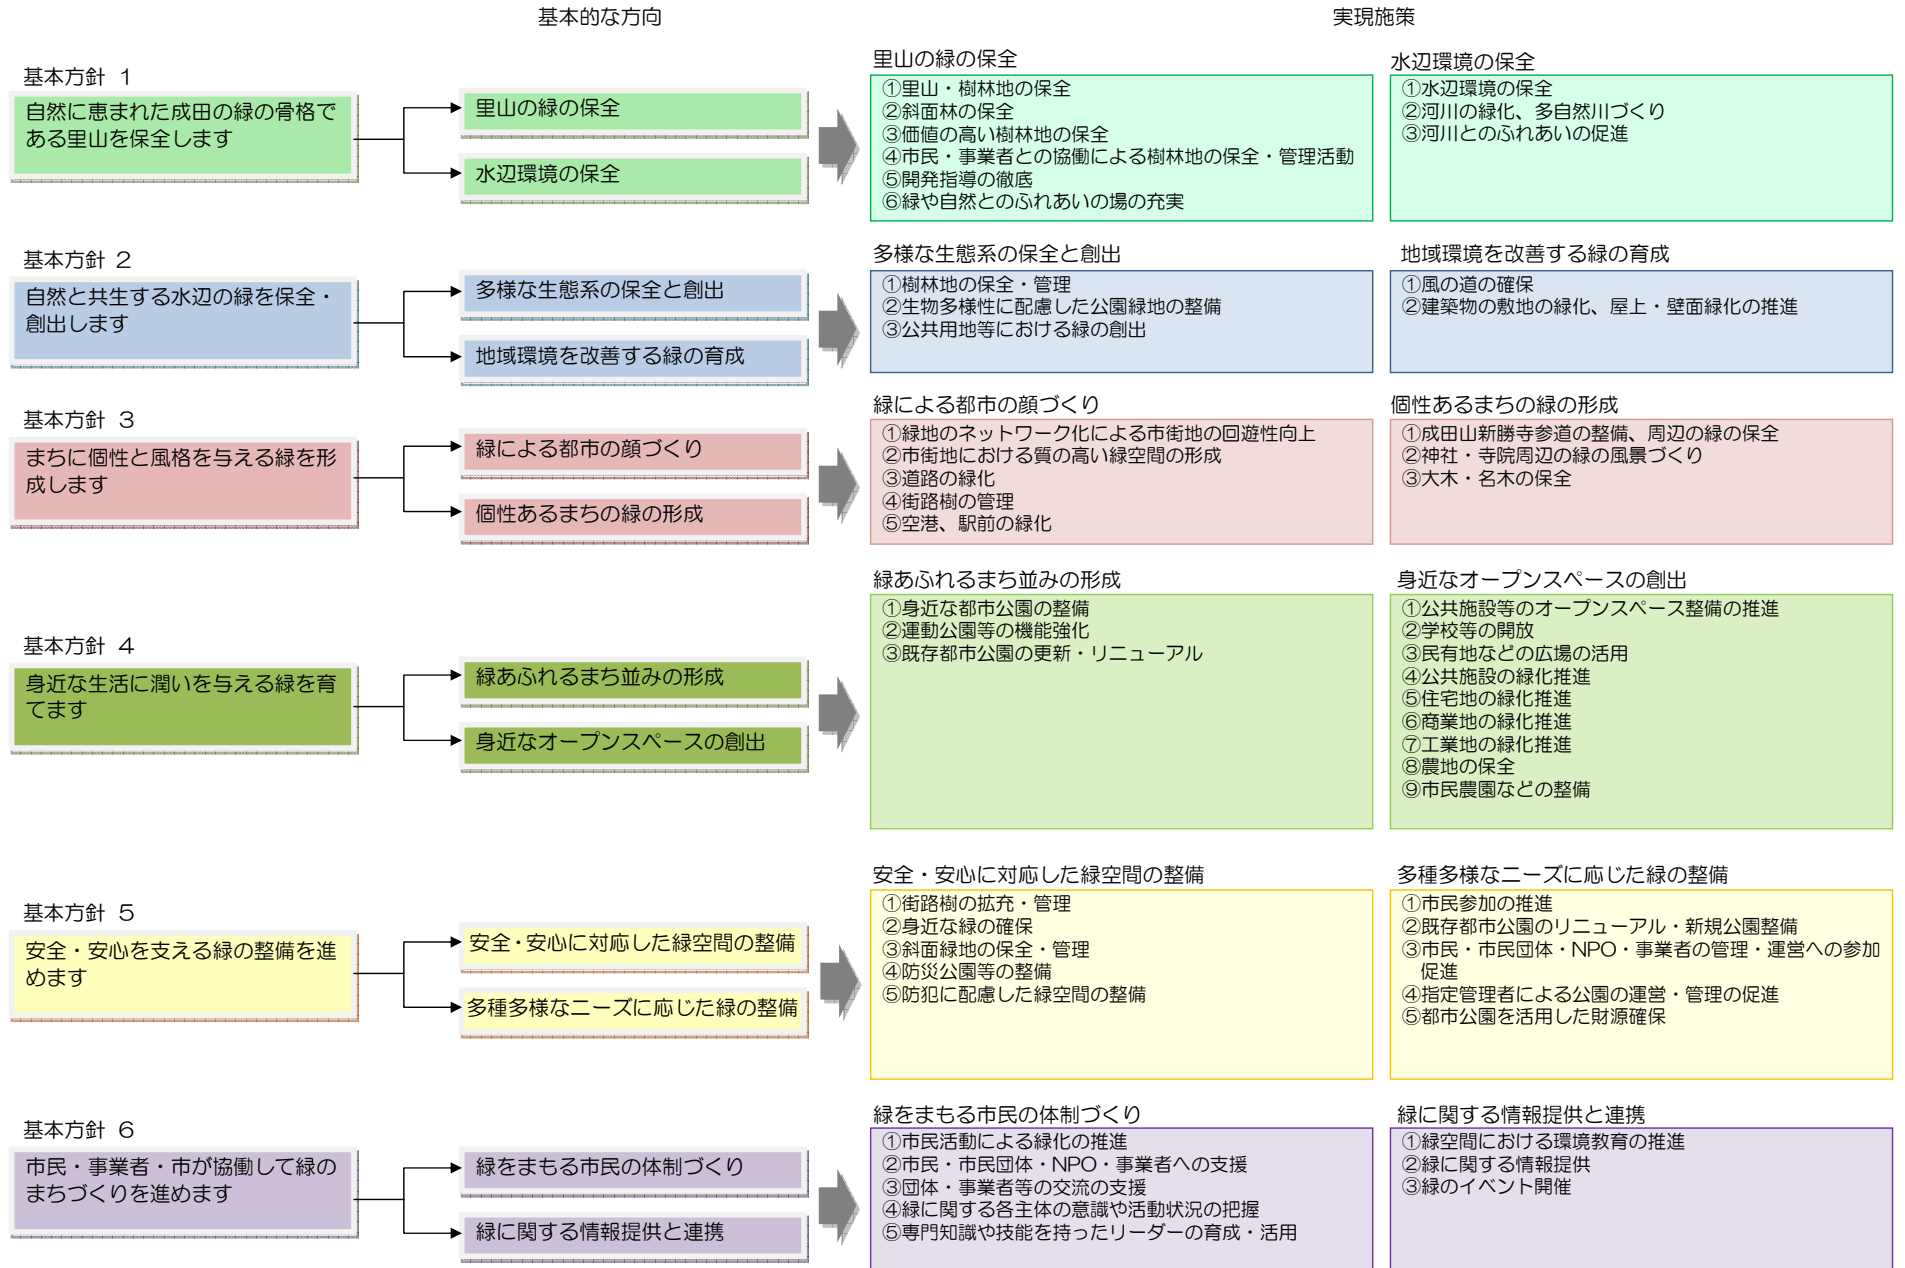 基本的な方向
実現施策
基本方針 1
自然に恵まれた成田の緑の骨格で
ある里山を保全します
里山の緑の保全
水辺環境の保全
里山の緑の保全
①里山・樹林地の保全
②斜面林の保全
③価値の高い樹林地の保全
④市民・事業者との協働による樹林地の保全・管理活動
⑤開発指導の徹底
⑥緑や自然とのふれあいの場の充実
水辺環境の保全
①水辺環境の保全
②河川の緑化、多自然川づくり
③河川とのふれあいの促進
基本方針 2
自然と共生する水辺の緑を保全・
創出します
多様な生態系の保全と創出
地域環境を改善する緑の育成
多様な生態系の保全と創出
①樹林地の保全・管理
②生物多様性に配慮した公園緑地の整備
③公共用地等における緑の創出
地域環境を改善する緑の育成
①風の道の確保
②建築物の敷地の緑化、屋上・壁面緑化の推進
基本方針 3
まちに個性と風格を与える緑を形
成します
緑による都市の顔づくり
個性あるまちの緑の形成
緑による都市の顔づくり
①緑地のネットワーク化による市街地の回遊性向上
②市街地における質の高い緑空間の形成
③道路の緑化
④街路樹の管理
⑤空港、駅前の緑化
個性あるまちの緑の形成
①成田山新勝寺参道の整備、周辺の緑の保全
②神社・寺院周辺の緑の風景づくり
③大木・名木の保全
基本方針 4
身近な生活に潤いを与える緑を育
てます
緑あふれるまち並みの形成
身近なオープンスペースの創出
緑あふれるまち並みの形成
①身近な都市公園の整備
②運動公園等の機能強化
③既存都市公園の更新・リニューアル
身近なオープンスペースの創出
①公共施設等のオープンスペース整備の推進
②学校等の開放
③民有地などの広場の活用
④公共施設の緑化推進
⑤住宅地の緑化推進
⑥商業地の緑化推進
⑦工業地の緑化推進
⑧農地の保全
⑨市民農園などの整備
基本方針 5
安全・安心を支える緑の整備を進
めます
安全・安心に対応した緑空間の整備
多種多様なニーズに応じた緑の整備
安全・安心に対応した緑空間の整備
①街路樹の拡充・管理
②身近な緑の確保
③斜面緑地の保全・管理
④防災公園等の整備
⑤防犯に配慮した緑空間の整備
多種多様なニーズに応じた緑の整備
①市民参加の推進
②既存都市公園のリニューアル・新規公園整備
③市民・市民団体・NPO・事業者の管理・運営への参加
促進
④指定管理者による公園の運営・管理の促進
⑤都市公園を活用した財源確保
基本方針 6
市民・事業者・市が協働して緑の
まちづくりを進めます
緑をまもる市民の体制づくり
緑に関する情報提供と連携
緑をまもる市民の体制づくり
①市民活動による緑化の推進
②市民・市民団体・NPO・事業者への支援
③団体・事業者等の交流の支援
④緑に関する各主体の意識や活動状況の把握
⑤専門知識や技能を持ったリーダーの育成・活用
緑に関する情報提供と連携
①緑空間における環境教育の推進
②緑に関する情報提供
③緑のイベント開催